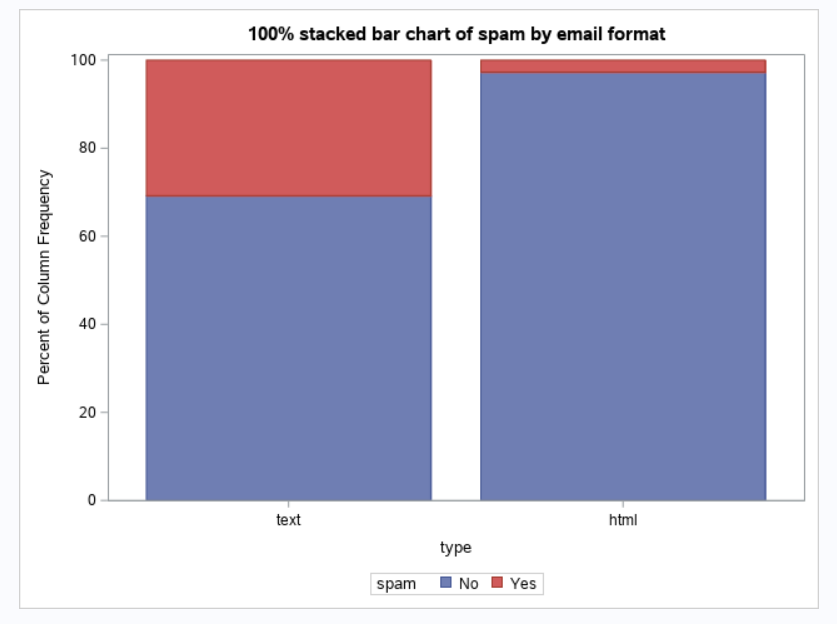 100% stacked bar chart of spam by email format
Percent of Column Frequency
100
80
60
40
20
0
text html
type
spam No Yes